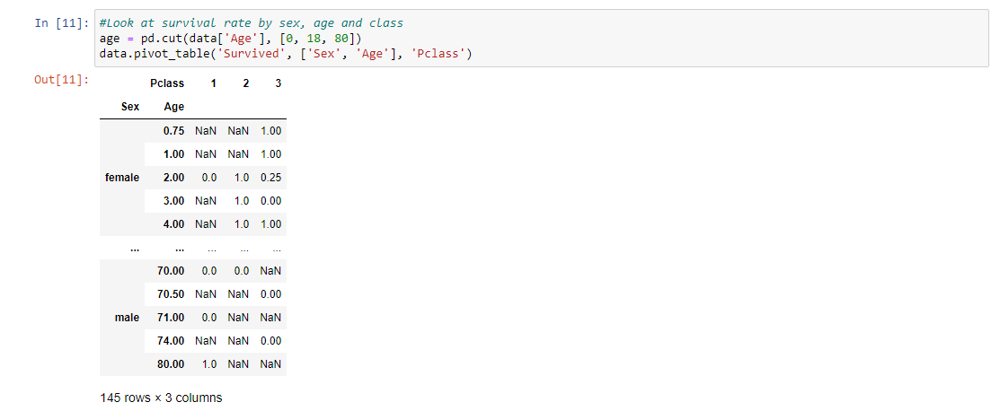 In [11]: #Look at survival rate by sex, age and class
age = pd.cut(data['Age'], [0, 18, 80])
data.pivot_table('Survived', ['Sex', 'Age'], 'Pclass')
Out[11]:
Pclass 1 2 3
Sex Age
0.75 NaN NaN 1.00
1.00 NaN NaN 1.00
female 2.00 0.0 1.0 0.25
3.00 NaN 1.0 0.00
4.00 NaN 1.0 1.00
... ... ... ... ...
70.00 0.0 0.0 NaN
70.50 NaN NaN 0.00
male 71.00 0.0 NaN NaN
74.00 NaN NaN 0.00
80.00 1.0 NaN NaN
145 rows × 3 columns